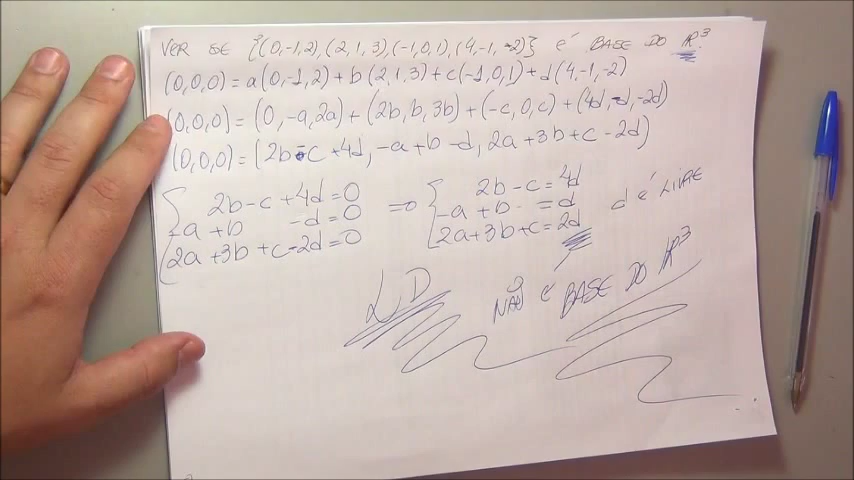 VER SE {(0,-1,2),(2,1,3),(-1,0,1),(4,-1,-2)} é BASE DO ℝ³?
(0,0,0) = a(0,-1,2) + b(2,1,3) + c(-1,0,1) + d(4,-1,-2)
(0,0,0) = (0,-a,2a) + (2b,b,3b) + (-c,0,c) + (4d,-d,-2d)
(0,0,0) = (2b-c+4d, -a+b-d, 2a+3b+c-2d)
{ 2b-c+4d=0 => { 2b-c=4d
-a+b -d=0 -a+b =d d é LIVRE
2a+3b+c-2d=0 2a+3b+c=2d
LD NÃO é BASE DO ℝ³